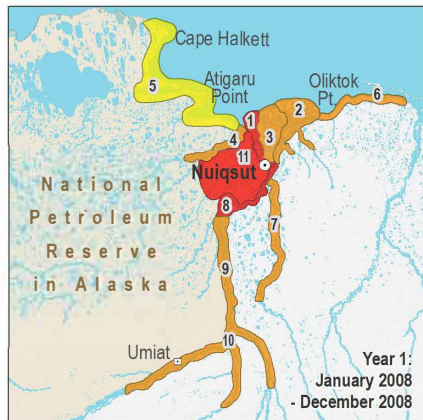 Cape Halkett
5
Atigaru
Point
Oliktok
Pt.
6
2
1
3
4
11
Nuiqsut
National
Petroleum
Reserve
in Alaska
8
7
9
10
Umiat
Year 1:
January 2008
- December 2008